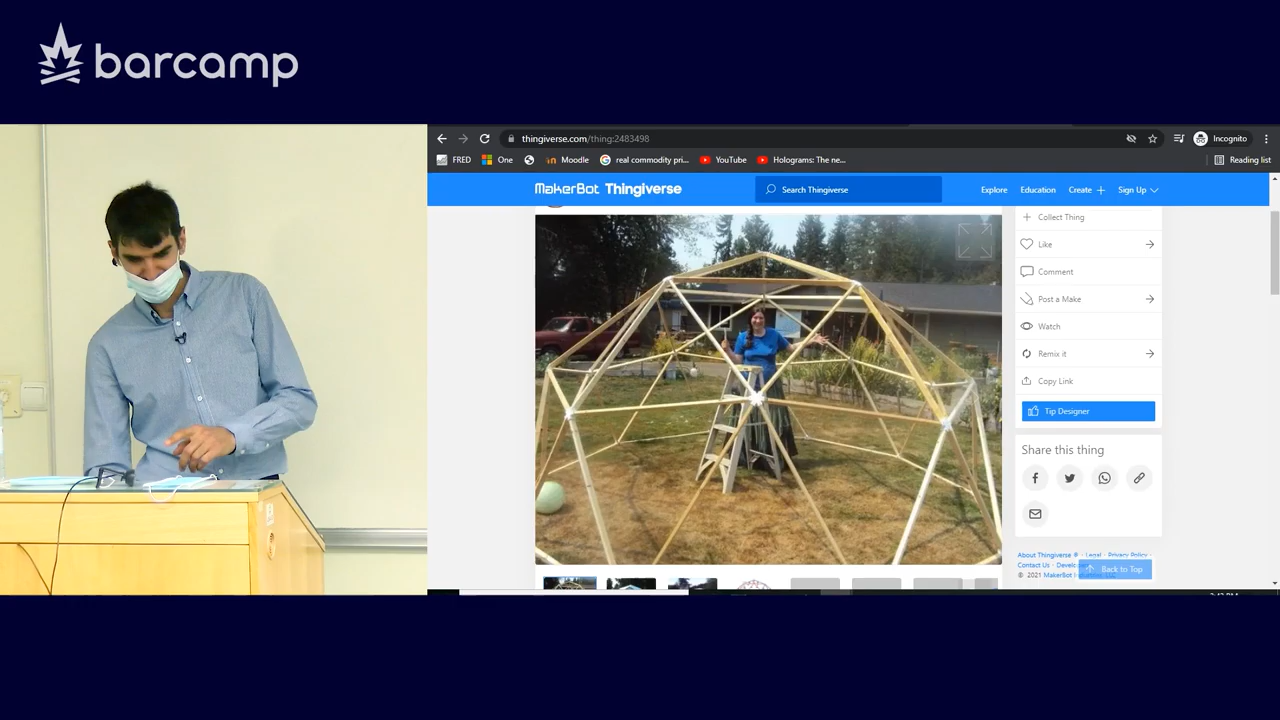 barcamp
thingiverse.com/thing:2483498
Incognito
FRED
One
Moodle
real commodity pri...
YouTube
Holograms: The ne...
Reading list
MakerBot Thingiverse
Search Thingiverse
Explore
Education
Create
Sign Up
Collect Thing
Like
Comment
Post a Make
Watch
Remix it
Copy Link
Tip Designer
Share this thing
About Thingiverse ® · Legal · Privacy Policy ·
Contact Us ·
© 2021 MakerBot
Back to Top